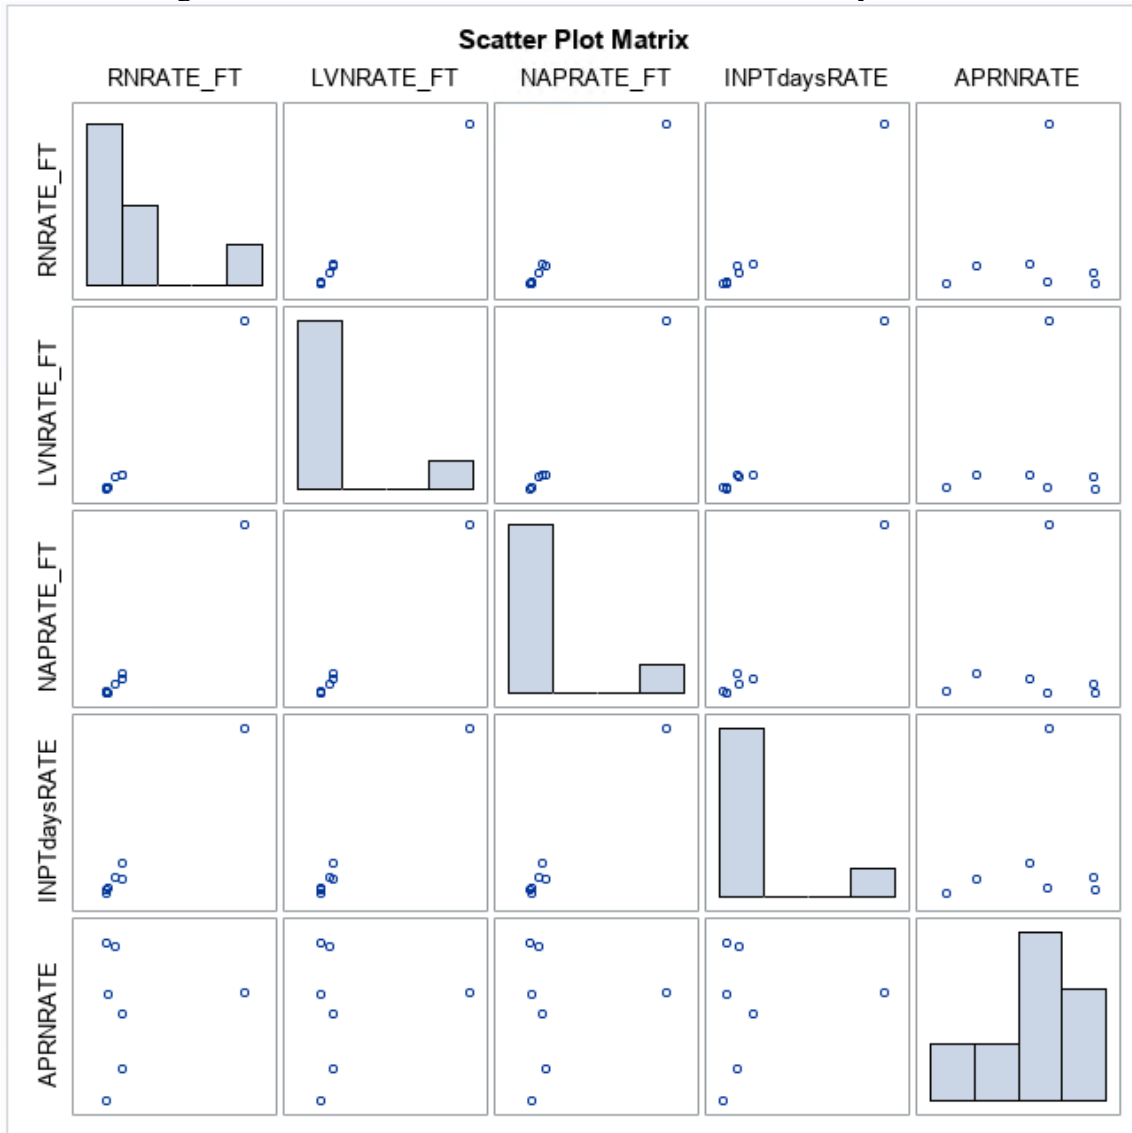 Scatter Plot Matrix
RNRATE_FT LVNRATE_FT NAPRATE_FT INPTdaysRATE APRNRATE
RNRATE_FT
LVNRATE_FT
NAPRATE_FT
INPTdaysRATE
APRNRATE